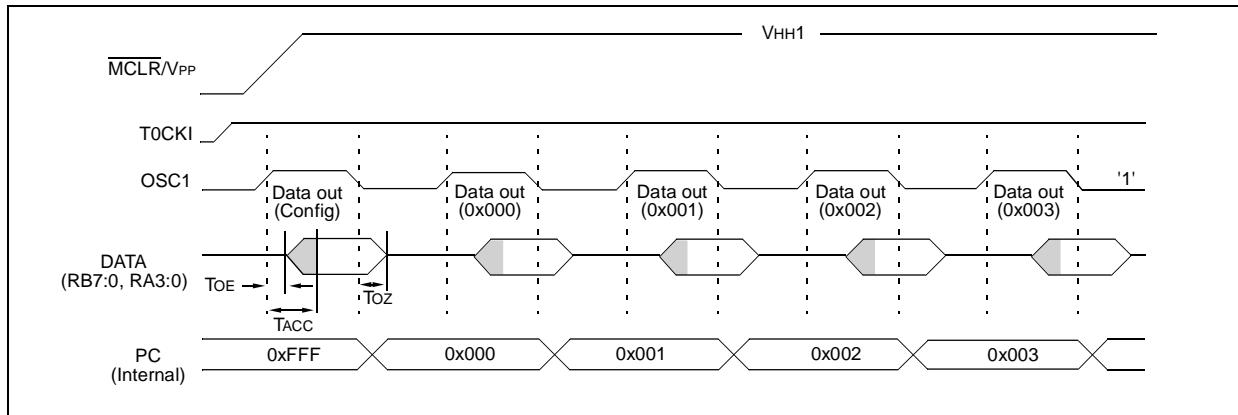 VHH1
MCLR/VPP
T0CKI
OSC1
Data out
(Config)
Data out
(0x000)
Data out
(0x001)
Data out
(0x002)
Data out
(0x003)
'1'
DATA
(RB7:0, RA3:0)
TOE
TOZ
TACC
PC
(Internal)
0xFFF
0x000
0x001
0x002
0x003